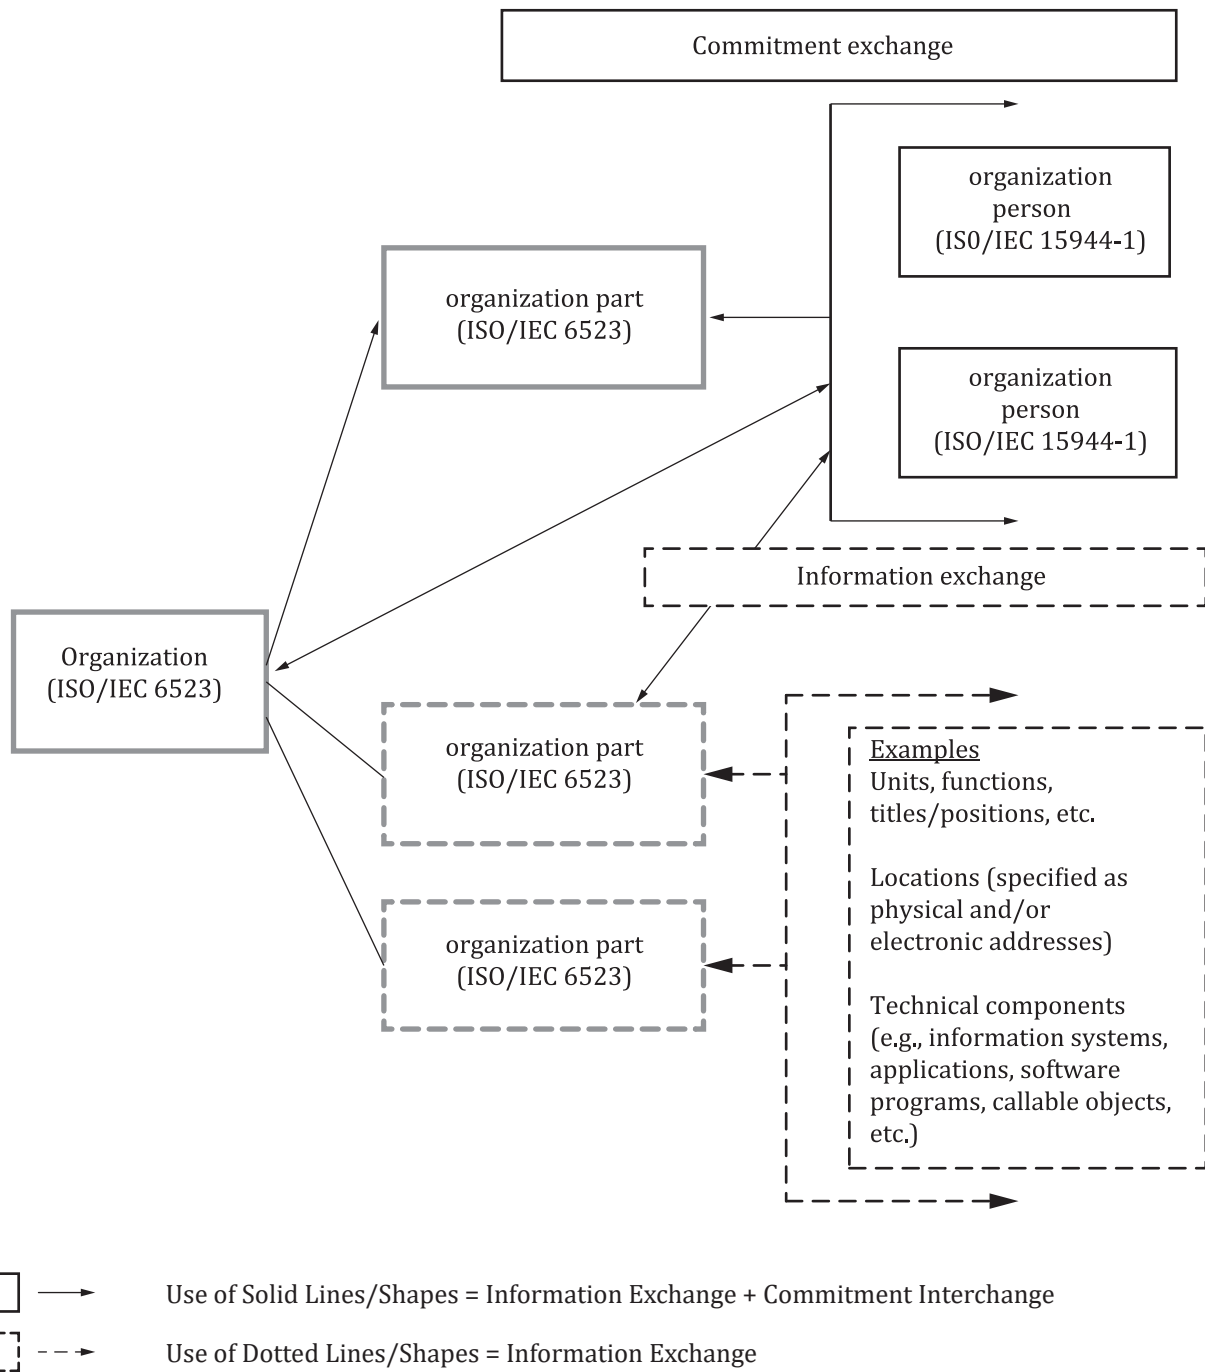 Commitment exchange
organization
person
(IS0/IEC 15944-1)
organization part
(ISO/IEC 6523)
organization
person
(ISO/IEC 15944-1)
Information exchange
Organization
(ISO/IEC 6523)
organization part
(ISO/IEC 6523)
Examples
Units, functions,
titles/positions, etc.
Locations (specified as
physical and/or
electronic addresses)
organization part
(ISO/IEC 6523)
Technical components
(e.g., information systems,
applications, software
programs, callable objects,
etc.)
Use of Solid Lines/Shapes = Information Exchange + Commitment Interchange
Use of Dotted Lines/Shapes = Information Exchange